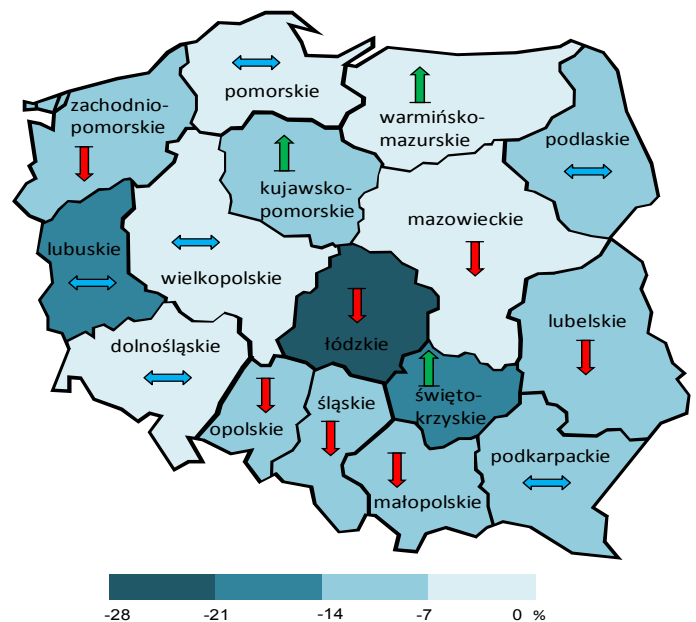 pomorskie
zachodnio-
pomorskie
warmińsko-
mazurskie
podlaskie
kujawsko-
pomorskie
mazowieckie
lubuskie
wielkopolskie
lubelskie
dolnośląskie
łódzkie
święto-
krzyskie
śląskie
opolskie
podkarpackie
małopolskie
-28 -21 -14 -7 0 %